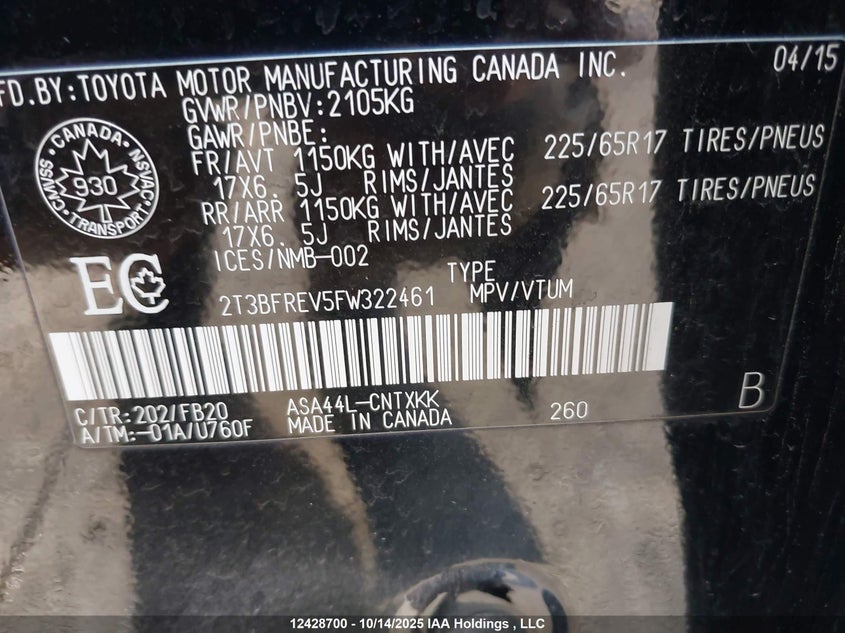 FD.BY:TOYOTA MOTOR MANUFACTURING CANADA INC. 04/15
GVWR/PNBV:2105KG
GAWR/PNBE:
FR/AVT 1150KG WITH/AVEC 225/65R17 TIRES/PNEUS
17X6. 5J RIMS/JANTES
RR/ARR 1150KG WITH/AVEC 225/65R17 TIRES/PNEUS
17X6. 5J RIMS/JANTES
ICES/NMB-002
CANADA
CMVSS NSVAC
930
TRANSPORT
EC
TYPE
2T3BFREV5FW322461 MPV/VTUM
C/TR:202/FB20 ASA44L-CNTXKK 260 B
A/TM:-01A/U760F MADE IN CANADA
12428700 - 10/14/2025 IAA Holdings , LLC